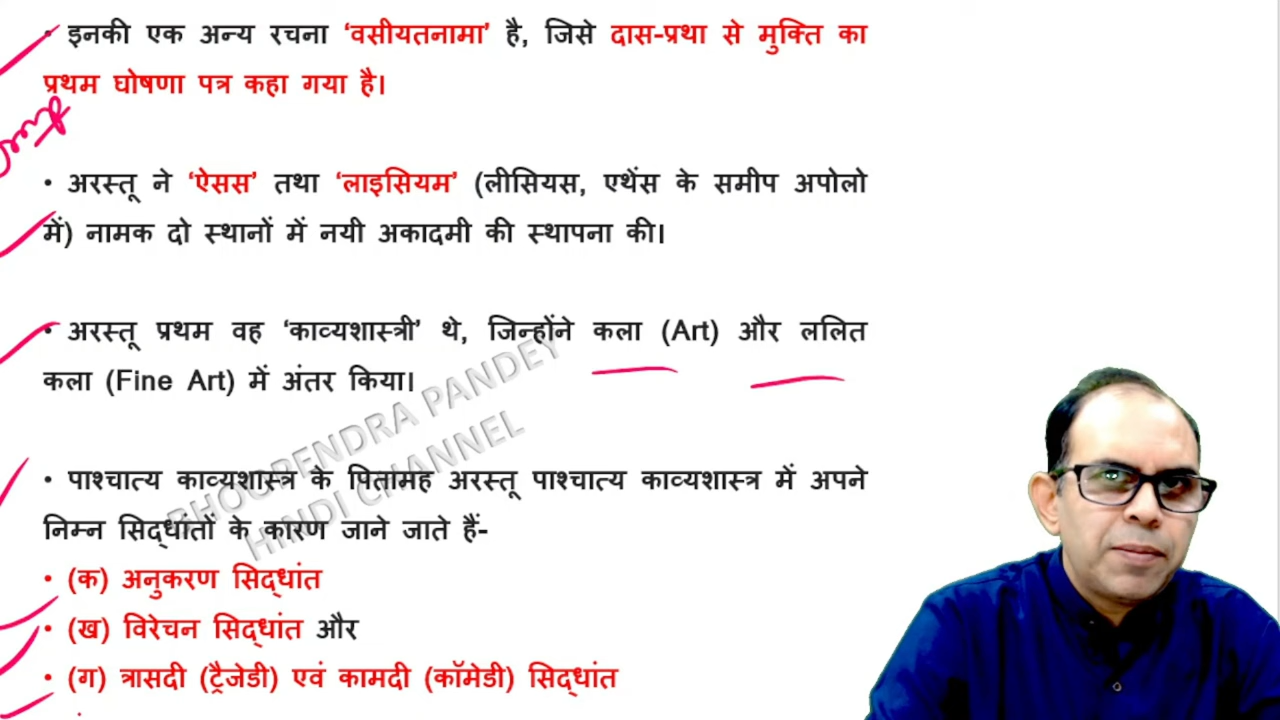 • इनकी एक अन्य रचना ‘वसीयतनामा’ है, जिसे दास-प्रथा से मुक्ति का
प्रथम घोषणा पत्र कहा गया है।
• अरस्तू ने ‘ऐसस’ तथा ‘लाइसियम’ (लीसियस, एथेंस के समीप अपोलो
में) नामक दो स्थानों में नयी अकादमी की स्थापना की।
• अरस्तू प्रथम वह ‘काव्यशास्त्री’ थे, जिन्होंने कला (Art) और ललित
कला (Fine Art) में अंतर किया।
BHOOPENDRA PANDEY
HINDI CHANNEL
• पाश्चात्य काव्यशास्त्र के पितामह अरस्तू पाश्चात्य काव्यशास्त्र में अपने
निम्न सिद्धांतों के कारण जाने जाते हैं-
• (क) अनुकरण सिद्धांत
• (ख) विरेचन सिद्धांत और
• (ग) त्रासदी (ट्रैजेडी) एवं कामदी (कॉमेडी) सिद्धांत